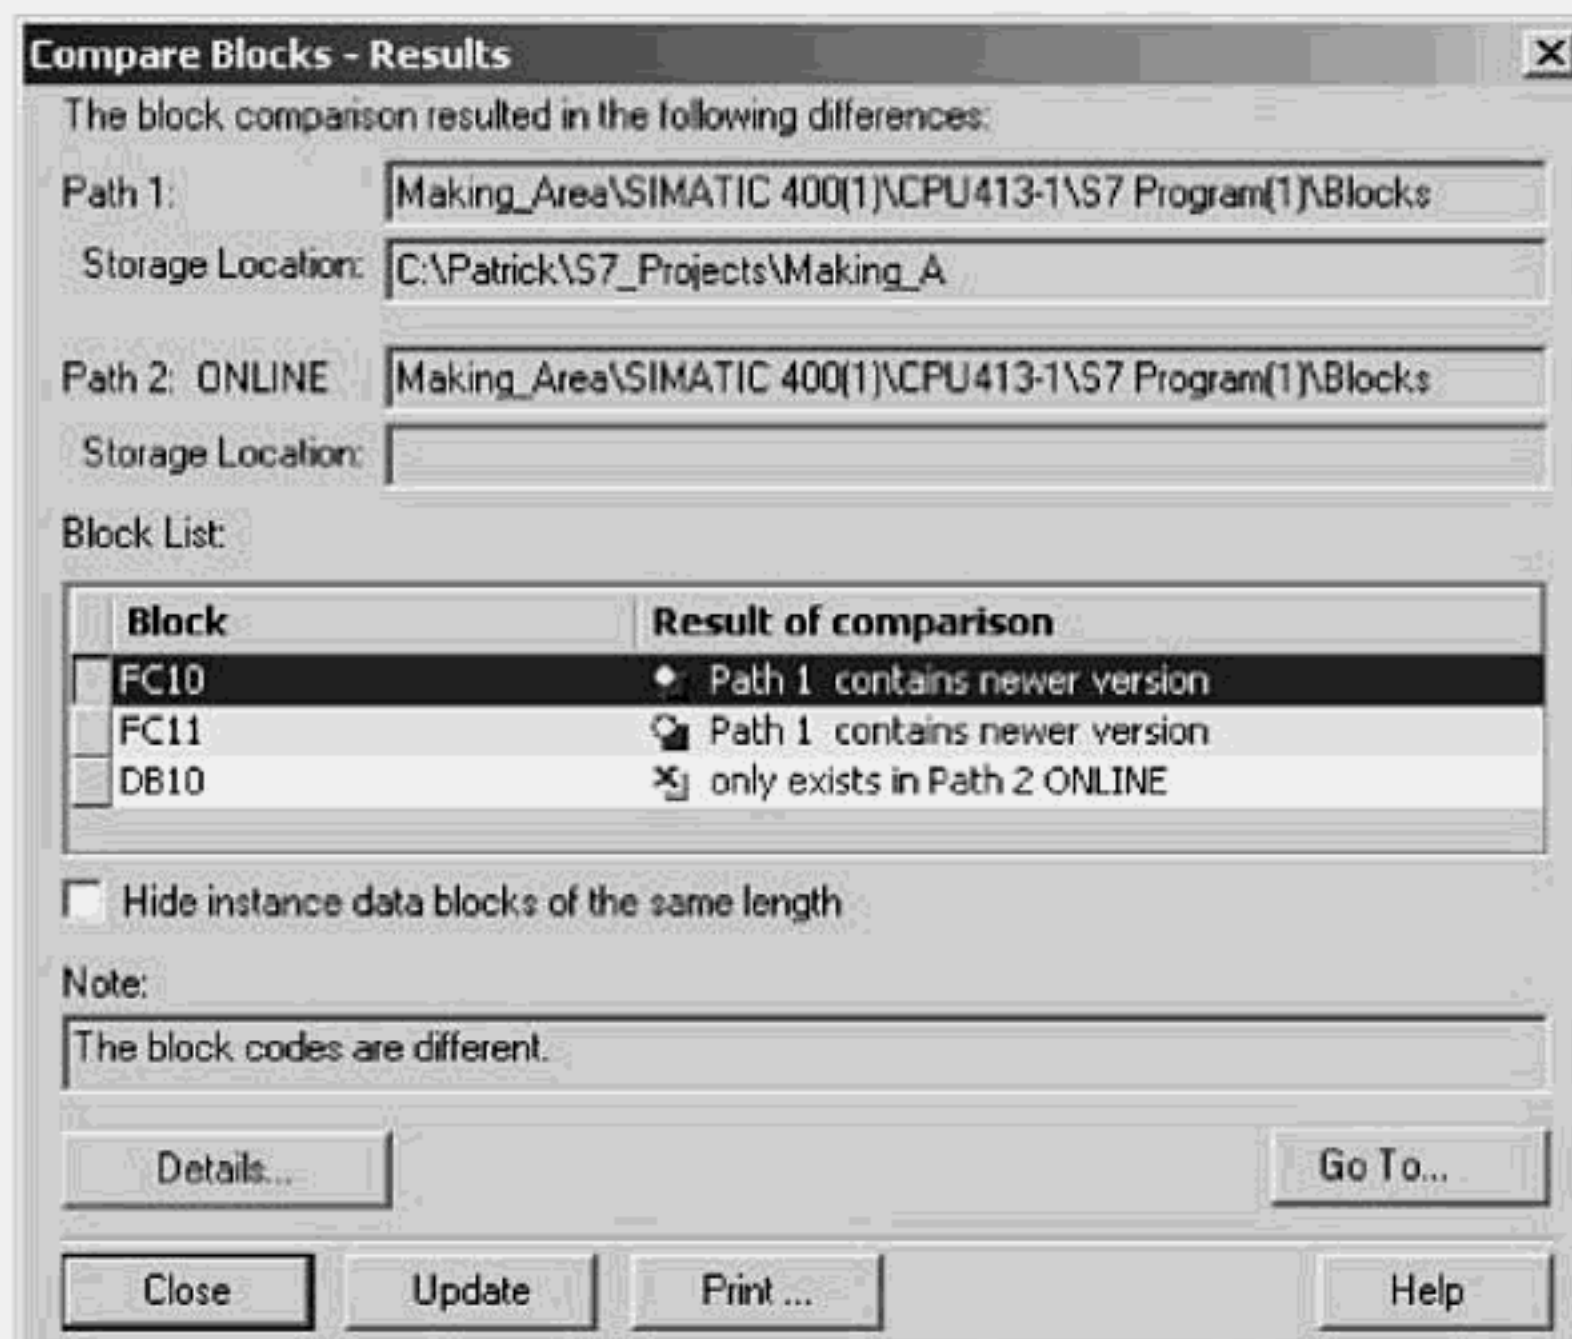 Compare Blocks - Results
The block comparison resulted in the following differences:
Path 1: Making_Area\SIMATIC 400(1)\CPU413-1\S7 Program(1)\Blocks
Storage Location: C:\Patrick\S7_Projects\Making_A
Path 2: ONLINE Making_Area\SIMATIC 400(1)\CPU413-1\S7 Program(1)\Blocks
Storage Location:
Block List:
Block Result of comparison
FC10 Path 1 contains newer version
FC11 Path 1 contains newer version
DB10 only exists in Path 2 ONLINE
Hide instance data blocks of the same length
Note:
The block codes are different.
Details... Go To...
Close Update Print ... Help